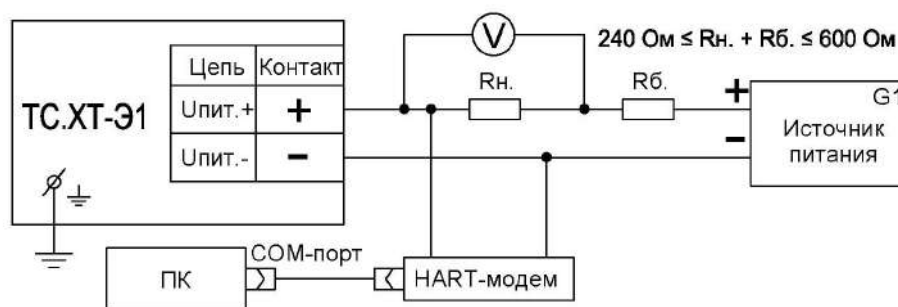 V
240 Ом ≤ Rн. + Rб. ≤ 600 Ом
ТС.ХТ-Э1
Цепь Контакт
Uпит.+ +
Uпит.- -
Rн.
Rб.
+
-
G1
Источник
питания
COM-порт
ПК
HART-модем